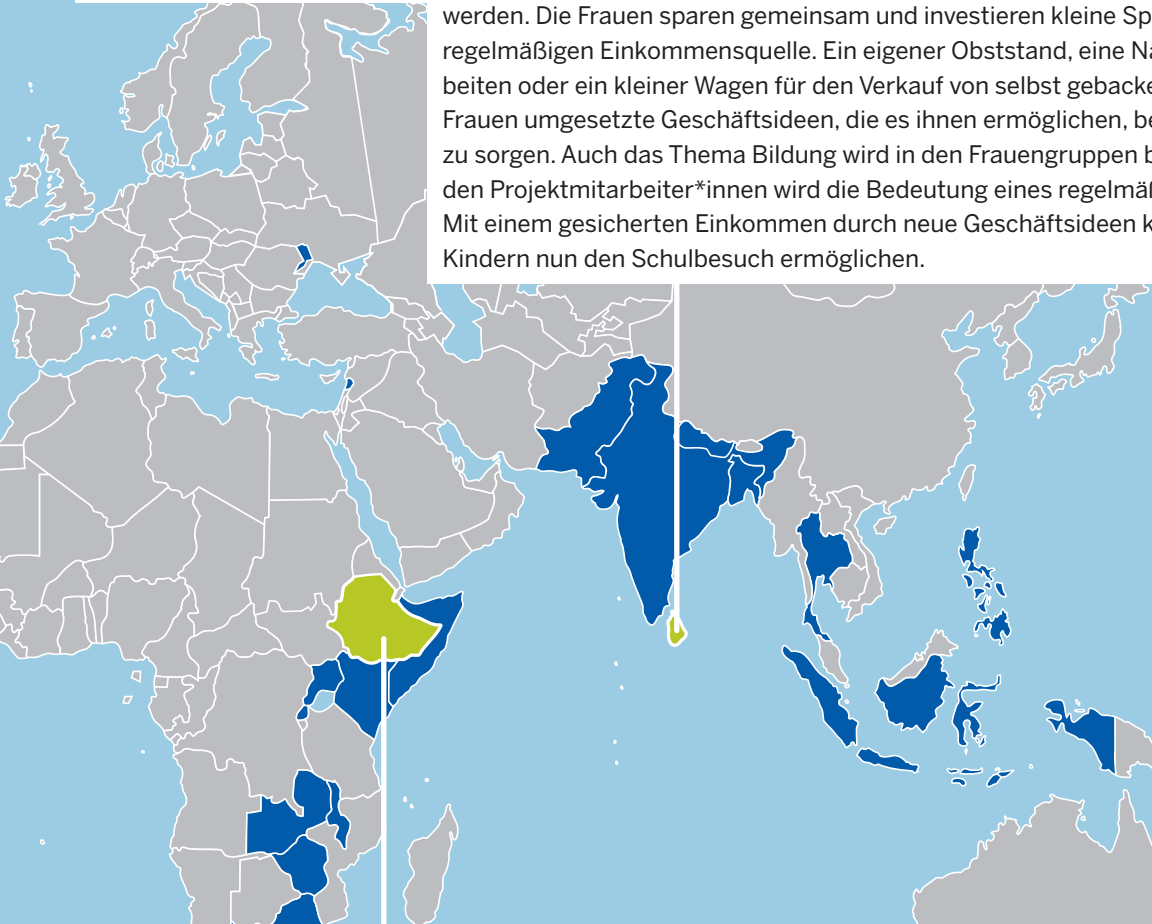 werden. Die Frauen sparen gemeinsam und investieren kleine
regelmäßigen Einkommensquelle. Ein eigener Obststand, eine
beiten oder ein kleiner Wagen für den Verkauf von selbst
Frauen umgesetzte Geschäftsideen, die es ihnen ermöglichen,
zu sorgen. Auch das Thema Bildung wird in den Frauengruppen
den Projektmitarbeiter*innen wird die Bedeutung eines
Mit einem gesicherten Einkommen durch neue Geschäftsideen
Kindern nun den Schulbesuch ermöglichen.